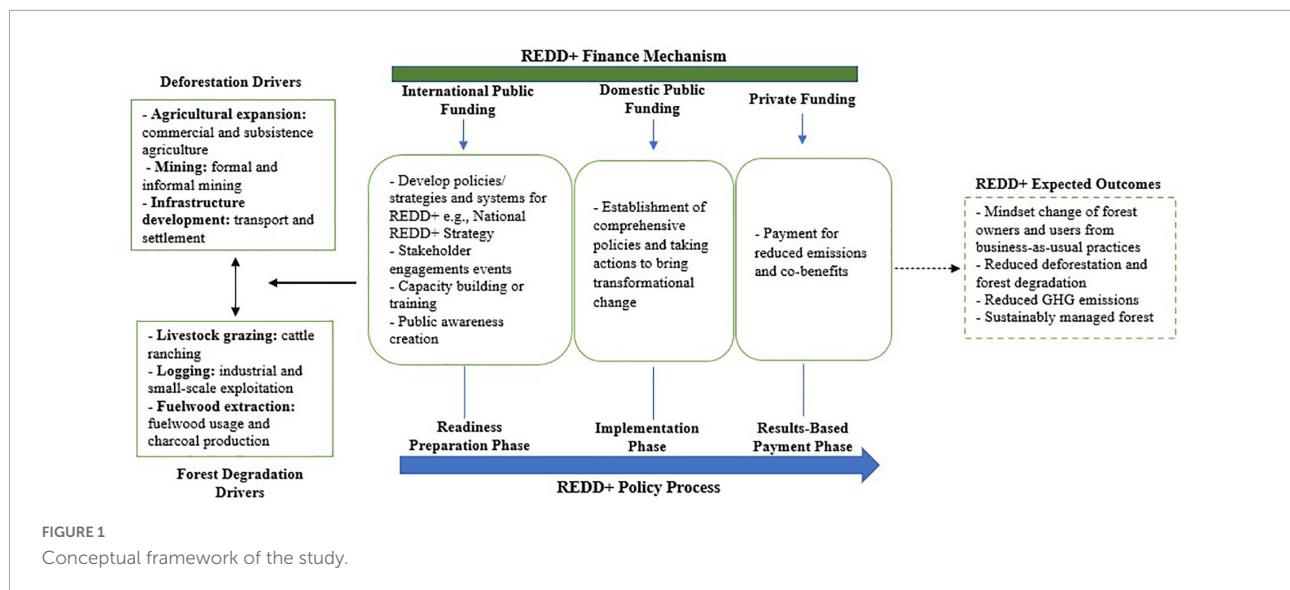 REDD+ Finance Mechanism
Deforestation Drivers
- Agricultural expansion:
commercial and subsistence
agriculture
- Mining: formal and
informal mining
- Infrastructure
development: transport and
settlement
- Livestock grazing: cattle
ranching
- Logging: industrial and
small-scale exploitation
- Fuelwood extraction:
fuelwood usage and
charcoal production
Forest Degradation
Drivers
International Public
Funding
- Develop policies/
strategies and systems for
REDD+ e.g., National
REDD+ Strategy
- Stakeholder
engagements events
- Capacity building or
training
- Public awareness
creation
Readiness
Preparation Phase
Domestic Public
Funding
- Establishment of
comprehensive
policies and taking
actions to bring
transformational
change
Implementation
Phase
Private Funding
- Payment for
reduced emissions
and co-benefits
Results-Based
Payment Phase
REDD+ Policy Process
REDD+ Expected Outcomes
- Mindset change of forest
owners and users from
business-as-usual practices
- Reduced deforestation and
forest degradation
- Reduced GHG emissions
- Sustainably managed forest
FIGURE 1
Conceptual framework of the study.